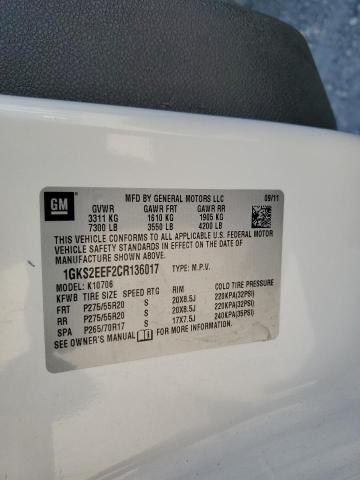 GM
MFD BY GENERAL MOTORS LLC 09/11
GVWR GAWR FRT GAWR RR
3311 KG 1610 KG 1905 KG
7300 LB 3550 LB 4200 LB
THIS VEHICLE CONFORMS TO ALL APPLICABLE U.S. FEDERAL MOTOR
VEHICLE SAFETY STANDARDS IN EFFECT ON THE DATE OF
MANUFACTURE SHOWN ABOVE.
1GKS2EEF2CR136017 TYPE: M.P.V.
MODEL: K10706
KFWB TIRE SIZE SPEED RTG RIM COLD TIRE PRESSURE
FRT P275/55R20 S 20X8.5J 220KPA(32PSI)
RR P275/55R20 S 20X8.5J 220KPA(32PSI)
SPA P265/70R17 S 17X7.5J 240KPA(35PSI)
SEE OWNER'S MANUAL FOR MORE INFORMATION.